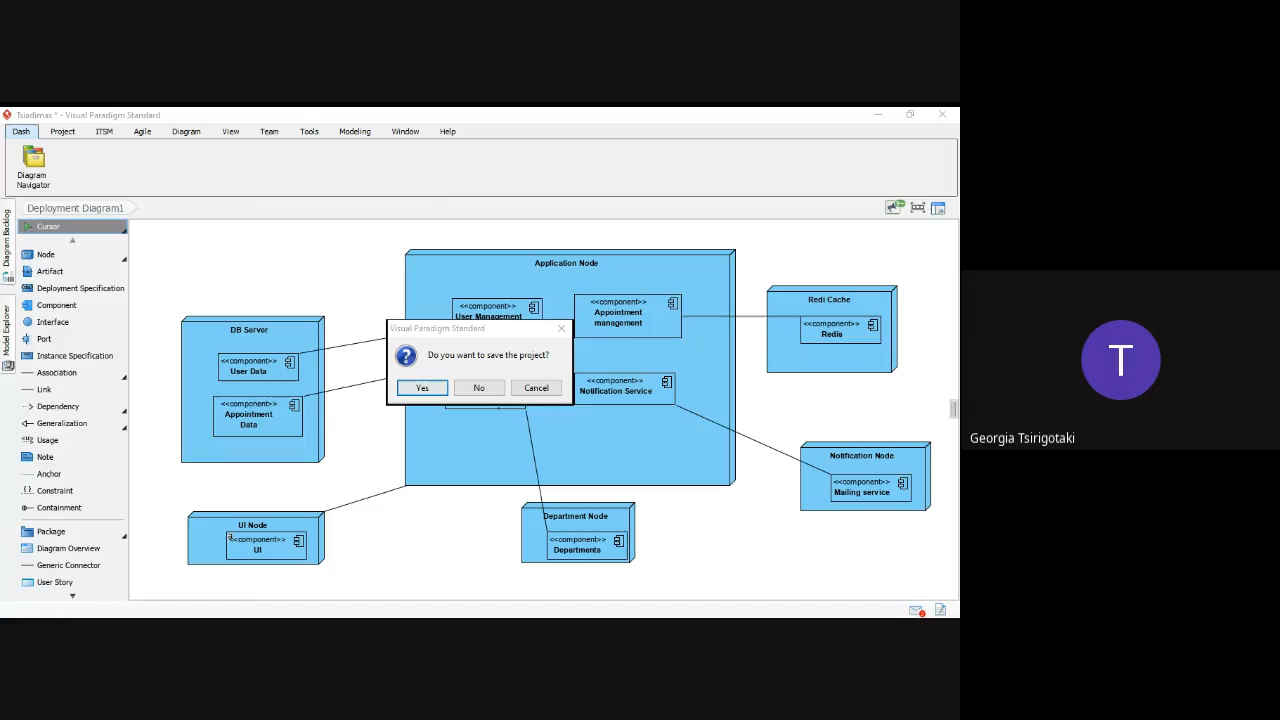 Tsiadimas * - Visual Paradigm Standard
Dash Project ITSM Agile Diagram View Team Tools Modeling Window Help
Diagram
Navigator
Deployment Diagram1
Diagram Backlog
Model Explorer
Cursor
Node
Artifact
Deployment Specification
Component
Interface
Port
Instance Specification
Association
Link
Dependency
Generalization
Usage
Note
Anchor
Constraint
Containment
Package
Diagram Overview
Generic Connector
User Story
Application Node
<<component>>
User Management
<<component>>
Appointment
management
<<component>>
Notification Service
DB Server
<<component>>
User Data
<<component>>
Appointment
Data
Redi Cache
<<component>>
Redis
Visual Paradigm Standard
Do you want to save the project?
Yes No Cancel
Notification Node
<<component>>
Mailing service
UI Node
<<component>>
UI
Department Node
<<component>>
Departments
T
Georgia Tsirigotaki